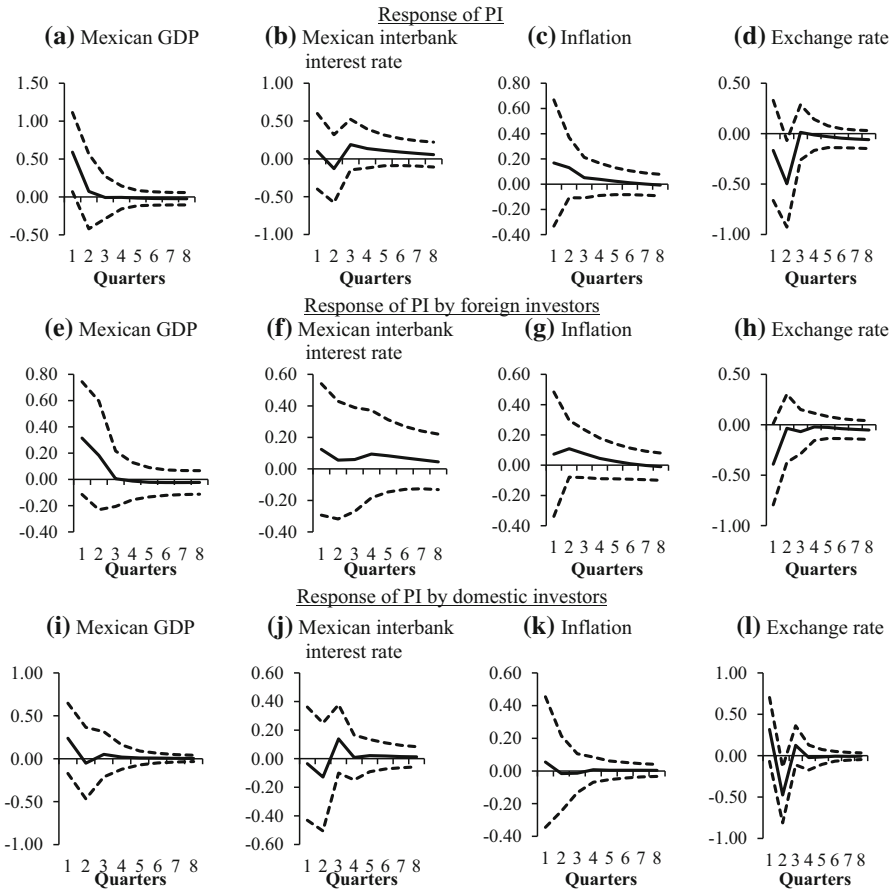 Response of PI
(a) Mexican GDP
1.50
1.00
0.50
0.00
-0.50
1 2 3 4 5 6 7 8
Quarters
(b) Mexican interbank
interest rate
1.00
0.50
0.00
-0.50
-1.00
1 2 3 4 5 6 7 8
Quarters
(c) Inflation
0.80
0.60
0.40
0.20
0.00
-0.20
-0.40
1 2 3 4 5 6 7 8
Quarters
(d) Exchange rate
0.50
0.00
-0.50
-1.00
1 2 3 4 5 6 7 8
Quarters
Response of PI by foreign investors
(e) Mexican GDP
0.80
0.60
0.40
0.20
0.00
-0.20
-0.40
1 2 3 4 5 6 7 8
Quarters
(f) Mexican interbank
interest rate
0.60
0.40
0.20
0.00
-0.20
-0.40
1 2 3 4 5 6 7 8
Quarters
(g) Inflation
0.60
0.40
0.20
0.00
-0.20
-0.40
1 2 3 4 5 6 7 8
Quarters
(h) Exchange rate
0.50
0.00
-0.50
-1.00
1 2 3 4 5 6 7 8
Quarters
Response of PI by domestic investors
(i) Mexican GDP
1.00
0.50
0.00
-0.50
-1.00
1 2 3 4 5 6 7 8
Quarters
(j) Mexican interbank
interest rate
0.60
0.40
0.20
0.00
-0.20
-0.40
-0.60
1 2 3 4 5 6 7 8
Quarters
(k) Inflation
0.60
0.40
0.20
0.00
-0.20
-0.40
1 2 3 4 5 6 7 8
Quarters
(l) Exchange rate
1.00
0.50
0.00
-0.50
-1.00
1 2 3 4 5 6 7 8
Quarters